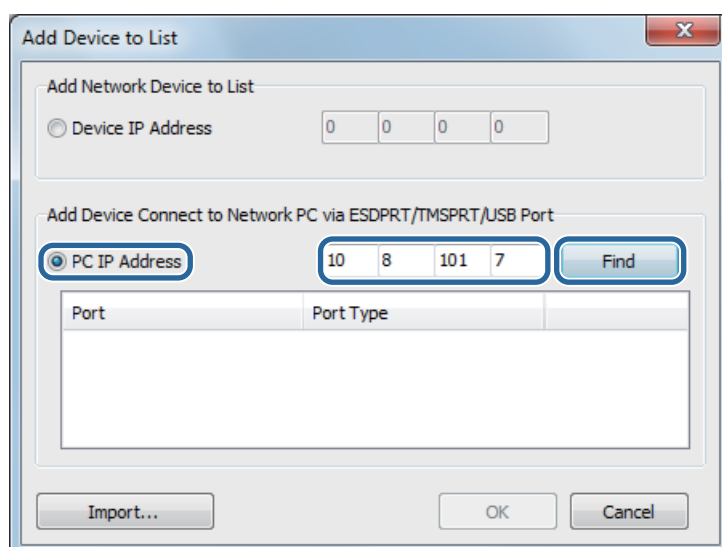 Add Device to List
Add Network Device to List
Device IP Address 0 0 0 0
Add Device Connect to Network PC via ESDPRT/TMSPRT/USB Port
PC IP Address 10 8 101 7 Find
Port Port Type
Import... OK Cancel